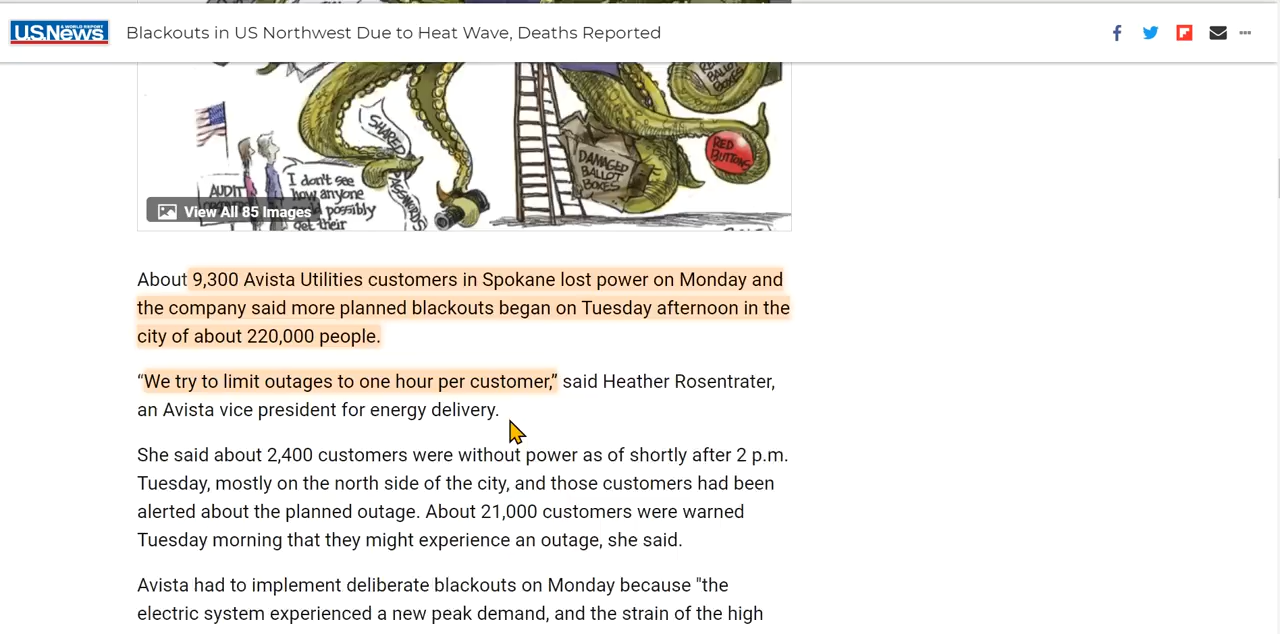 U.S.News
& WORLD REPORT
Blackouts in US Northwest Due to Heat Wave, Deaths Reported
SHARED
PASSWORDS
BALLOT
BOXES
RED
BUTTONS
DAMAGED
BALLOT
BOXES
AUDIT
I don't see
how anyone
possibly
get their
View All 85 Images
About 9,300 Avista Utilities customers in Spokane lost power on Monday and
the company said more planned blackouts began on Tuesday afternoon in the
city of about 220,000 people.
“We try to limit outages to one hour per customer,” said Heather Rosentrater,
an Avista vice president for energy delivery.
She said about 2,400 customers were without power as of shortly after 2 p.m.
Tuesday, mostly on the north side of the city, and those customers had been
alerted about the planned outage. About 21,000 customers were warned
Tuesday morning that they might experience an outage, she said.
Avista had to implement deliberate blackouts on Monday because "the
electric system experienced a new peak demand, and the strain of the high